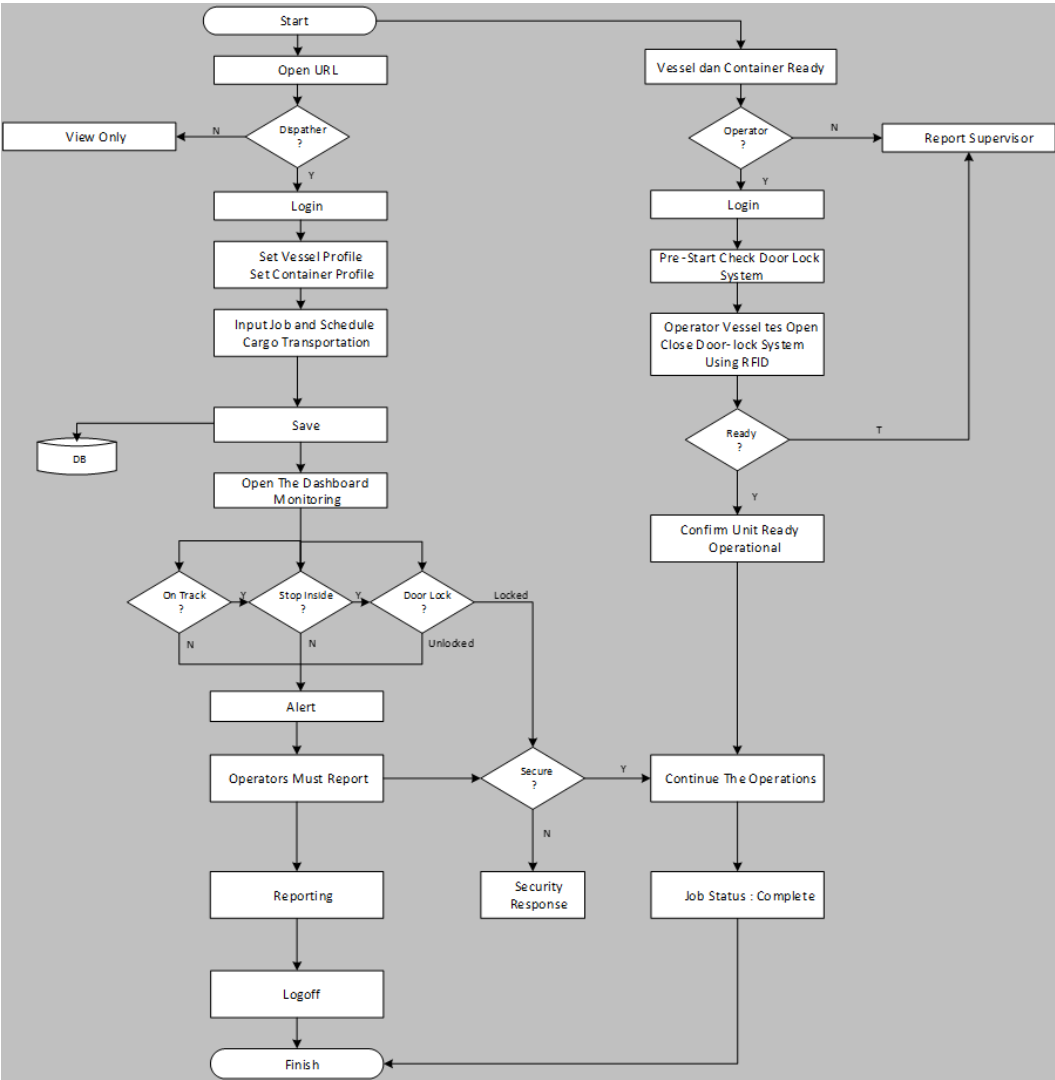 Start
Open URL
Vessel dan Container Ready
Dispather
?
N
View Only
Y
Operator
?
N
Report Supervisor
Y
Login
Login
Set Vessel Profile
Set Container Profile
Pre-Start Check Door Lock
System
Input Job and Schedule
Cargo Transportation
Operator Vessel tes Open
Close Door-lock System
Using RFID
Save
DB
Ready
?
T
Y
Open The Dashboard
Monitoring
Confirm Unit Ready
Operational
On Track
?
Y
Stop Inside
?
Y
Door Lock
?
Locked
N
N
Unlocked
Alert
Operators Must Report
Secure
?
Y
Continue The Operations
N
Reporting
Security
Response
Job Status : Complete
Logoff
Finish